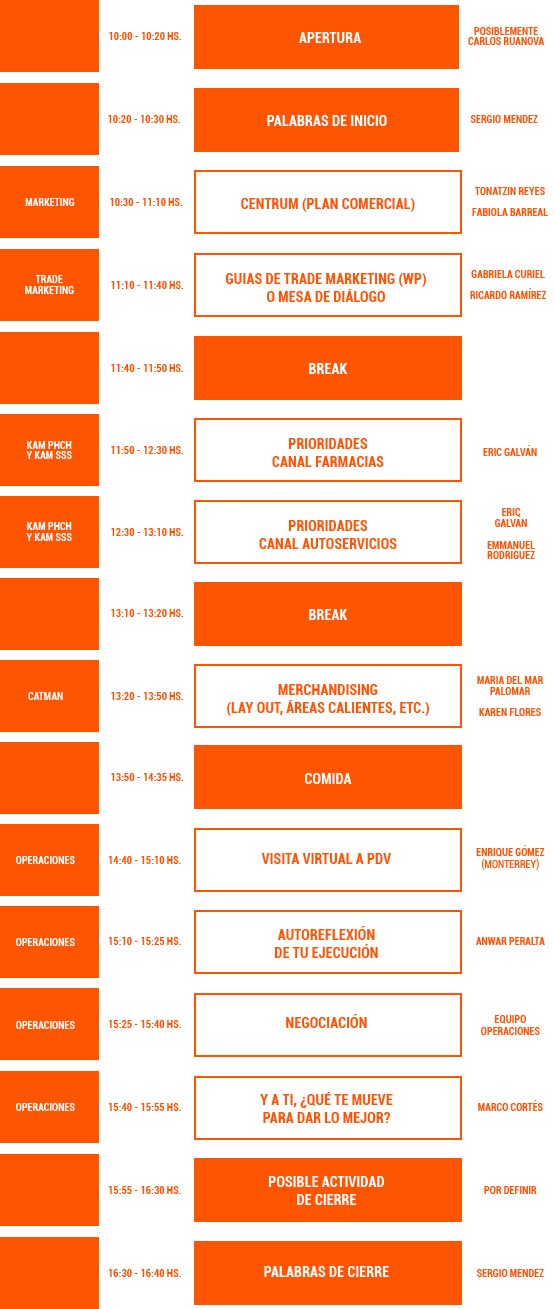 10:00 - 10:20 HS.
APERTURA
POSIBLEMENTE
CARLOS RUANOVA
10:20 - 10:30 HS.
PALABRAS DE INICIO
SERGIO MENDEZ
MARKETING
10:30 - 11:10 HS.
CENTRUM (PLAN COMERCIAL)
TONATZIN REYES
FABIOLA BARREAL
TRADE
MARKETING
11:10 - 11:40 HS.
GUIAS DE TRADE MARKETING (WP)
O MESA DE DIÁLOGO
GABRIELA CURIEL
RICARDO RAMÍREZ
11:40 - 11:50 HS.
BREAK
KAM PHCH
Y KAM SSS
11:50 - 12:30 HS.
PRIORIDADES
CANAL FARMACIAS
ERIC GALVÁN
KAM PHCH
Y KAM SSS
12:30 - 13:10 HS.
PRIORIDADES
CANAL AUTOSERVICIOS
ERIC
GALVÁN
EMMANUEL
RODRIGUEZ
13:10 - 13:20 HS.
BREAK
CATMAN
13:20 - 13:50 HS.
MERCHANDISING
(LAY OUT, ÁREAS CALIENTES, ETC.)
MARIA DEL MAR
PALOMAR
KAREN FLORES
13:50 - 14:35 HS.
COMIDA
OPERACIONES
14:40 - 15:10 HS.
VISITA VIRTUAL A PDV
ENRIQUE GÓMEZ
(MONTERREY)
OPERACIONES
15:10 - 15:25 HS.
AUTOREFLEXIÓN
DE TU EJECUCIÓN
ANWAR PERALTA
OPERACIONES
15:25 - 15:40 HS.
NEGOCIACIÓN
EQUIPO
OPERACIONES
OPERACIONES
15:40 - 15:55 HS.
Y A TI, ¿QUÉ TE MUEVE
PARA DAR LO MEJOR?
MARCO CORTÉS
15:55 - 16:30 HS.
POSIBLE ACTIVIDAD
DE CIERRE
POR DEFINIR
16:30 - 16:40 HS.
PALABRAS DE CIERRE
SERGIO MENDEZ